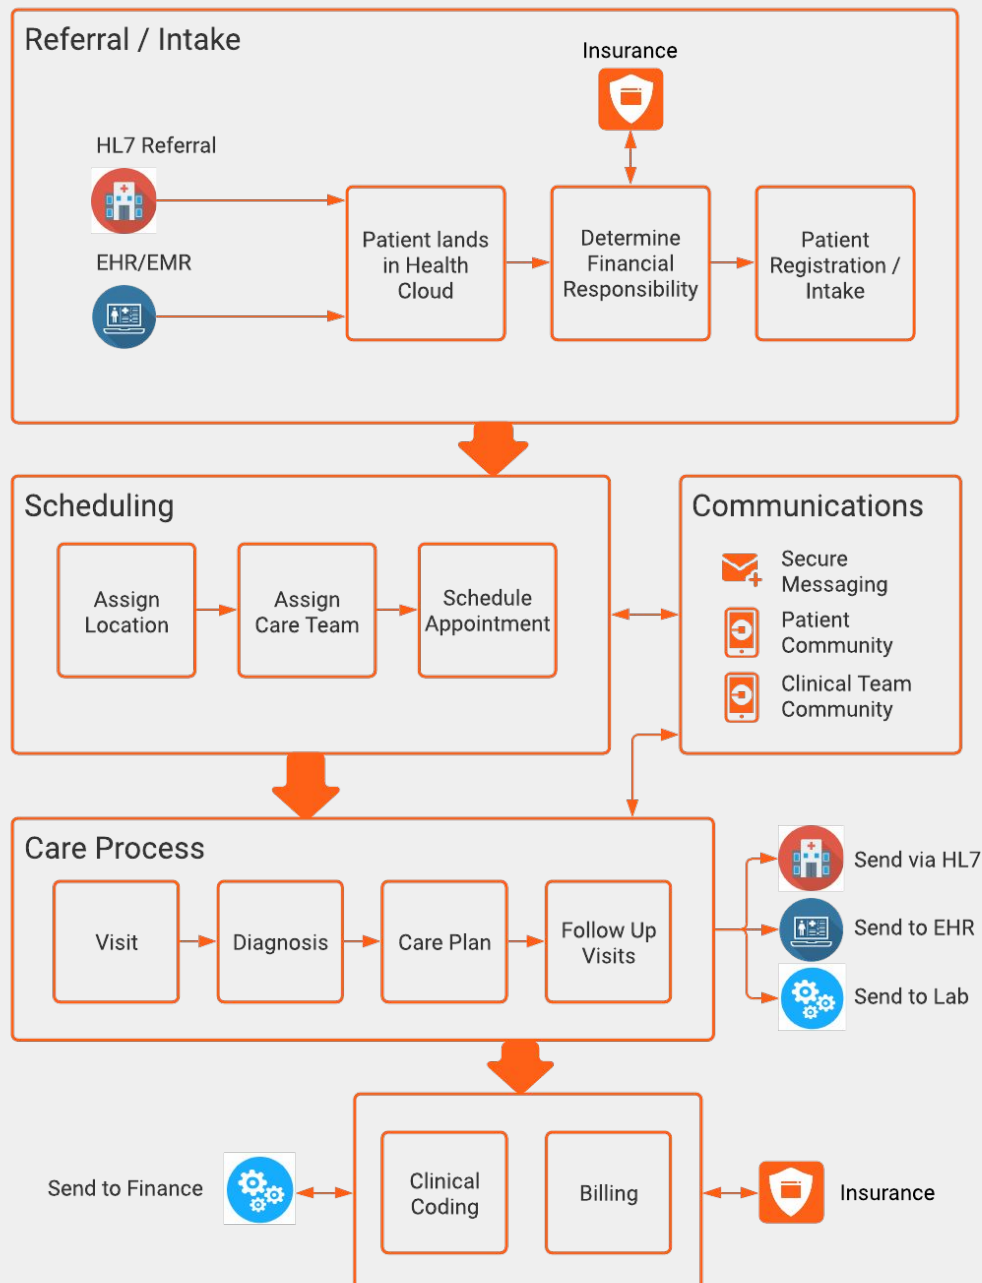 Referral / Intake
Insurance
HL7 Referral
EHR/EMR
Patient lands
in Health
Cloud
Determine
Financial
Responsibility
Patient
Registration /
Intake
Scheduling
Assign
Location
Assign
Care Team
Schedule
Appointment
Communications
Secure
Messaging
Patient
Community
Clinical Team
Community
Care Process
Visit
Diagnosis
Care Plan
Follow Up
Visits
Send via HL7
Send to EHR
Send to Lab
Send to Finance
Clinical
Coding
Billing
Insurance